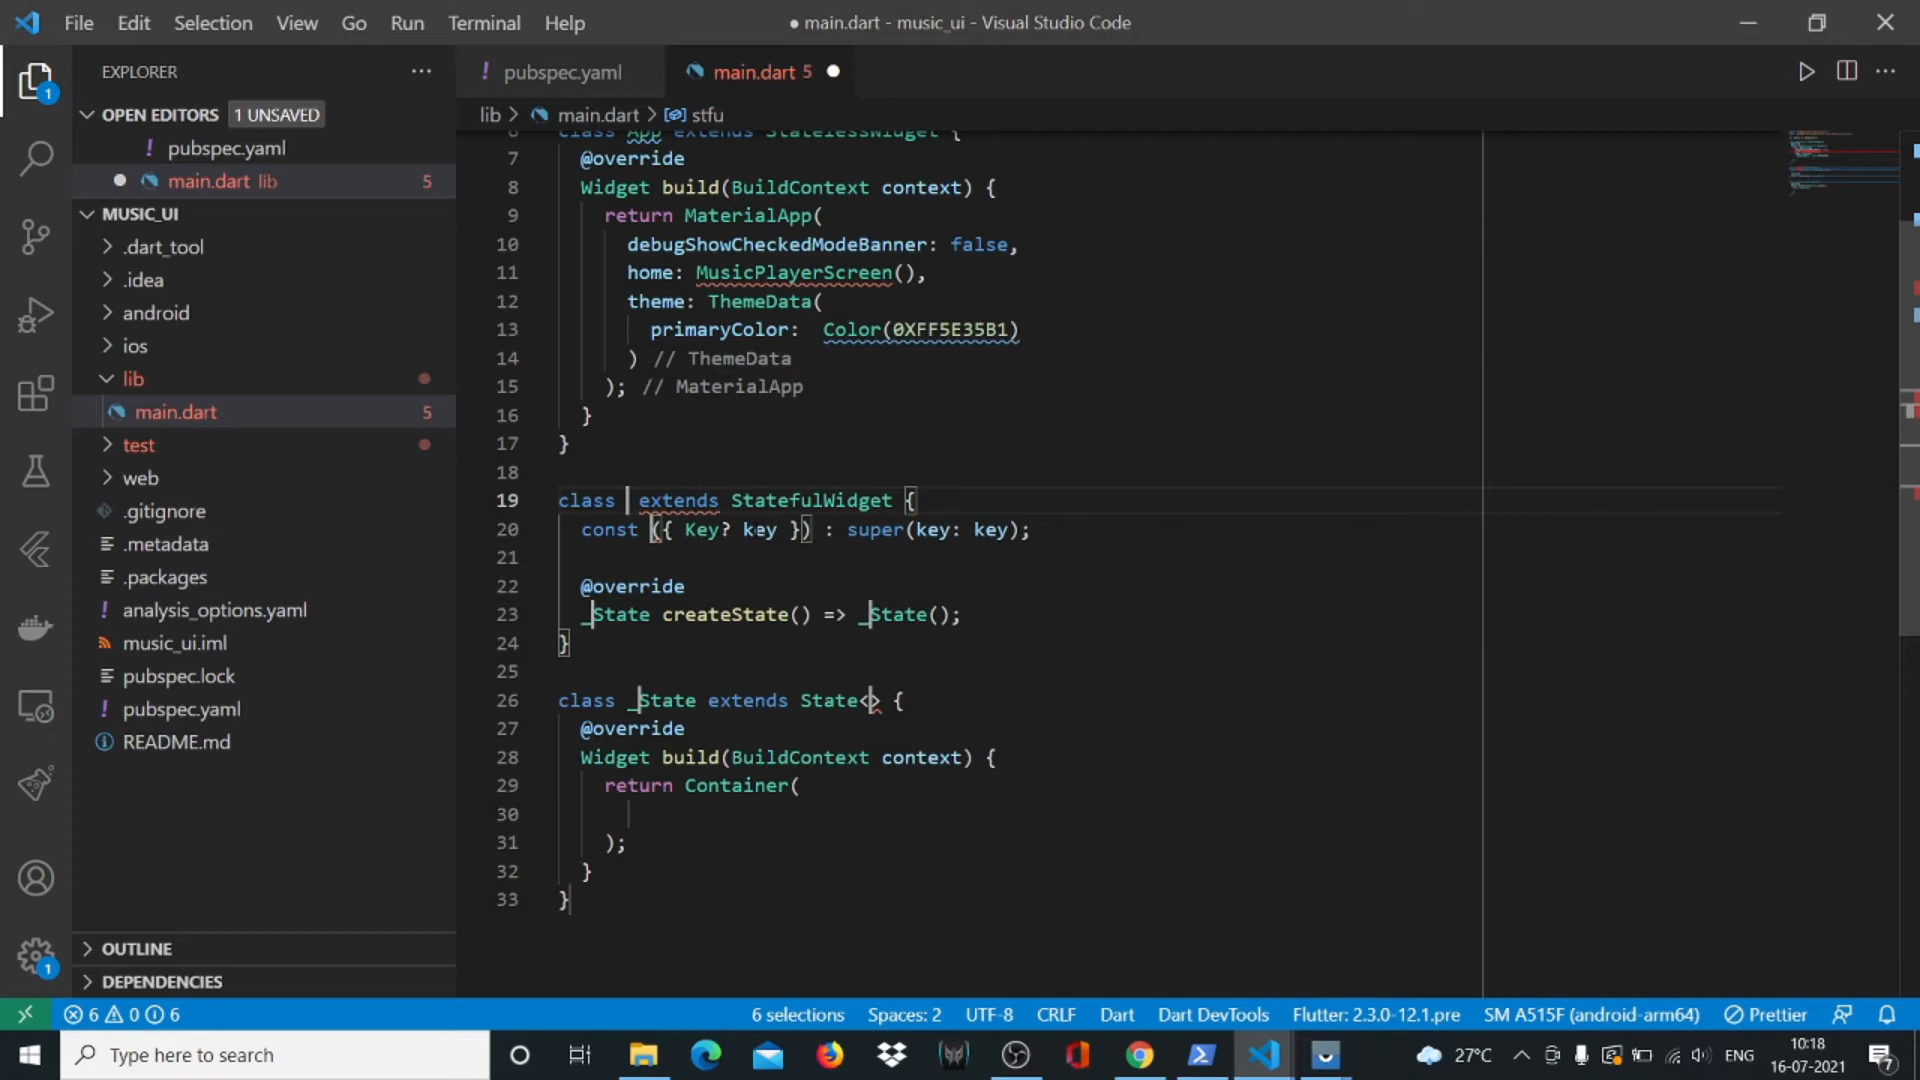 File Edit Selection View Go Run Terminal Help
● main.dart - music_ui - Visual Studio Code
EXPLORER
OPEN EDITORS 1 UNSAVED
! pubspec.yaml
main.dart lib 5
MUSIC_UI
.dart_tool
.idea
android
ios
lib
main.dart 5
test
web
.gitignore
.metadata
.packages
! analysis_options.yaml
music_ui.iml
pubspec.lock
! pubspec.yaml
README.md
OUTLINE
DEPENDENCIES
1
1
! pubspec.yaml
main.dart 5
lib > main.dart > stfu
6 class App extends StatelessWidget {
7 @override
8 Widget build(BuildContext context) {
9 return MaterialApp(
10 debugShowCheckedModeBanner: false,
11 home: MusicPlayerScreen(),
12 theme: ThemeData(
13 primaryColor:  Color(0XFF5E35B1)
14 ) // ThemeData
15 ); // MaterialApp
16 }
17 }
18
19 class  extends StatefulWidget {
20 const ({ Key? key }) : super(key: key);
21
22 @override
23 _State createState() => _State();
24 }
25
26 class _State extends State<> {
27 @override
28 Widget build(BuildContext context) {
29 return Container(
30
31 );
32 }
33 }
6 0 6
6 selections Spaces: 2 UTF-8 CRLF Dart Dart DevTools Flutter: 2.3.0-12.1.pre SM A515F (android-arm64) Prettier
Type here to search
27°C ENG
10:18
16-07-2021
7